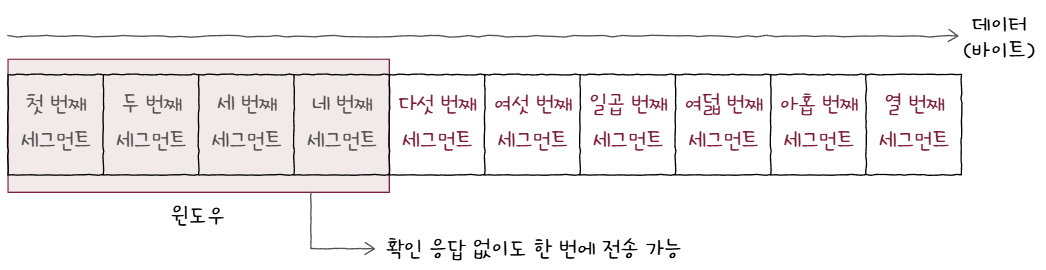 데이터
(바이트)
첫 번째 두 번째 세 번째 네 번째 다섯 번째 여섯 번째 일곱 번째 여덟 번째 아홉 번째 열 번째
세그먼트 세그먼트 세그먼트 세그먼트 세그먼트 세그먼트 세그먼트 세그먼트 세그먼트 세그먼트
윈도우
확인 응답 없이도 한 번에 전송 가능